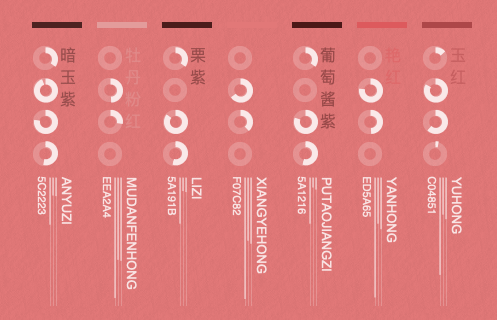 暗玉紫
ANYUZI
5C2223
牡丹粉红
MUDANFENHONG
EEA2A4
栗紫
LIZI
5A191B
XIANGYEHONG
F07C82
葡萄酱紫
PUTAOJIANGZI
5A1216
艳红
YANHONG
ED5A65
玉红
YUHONG
C04851